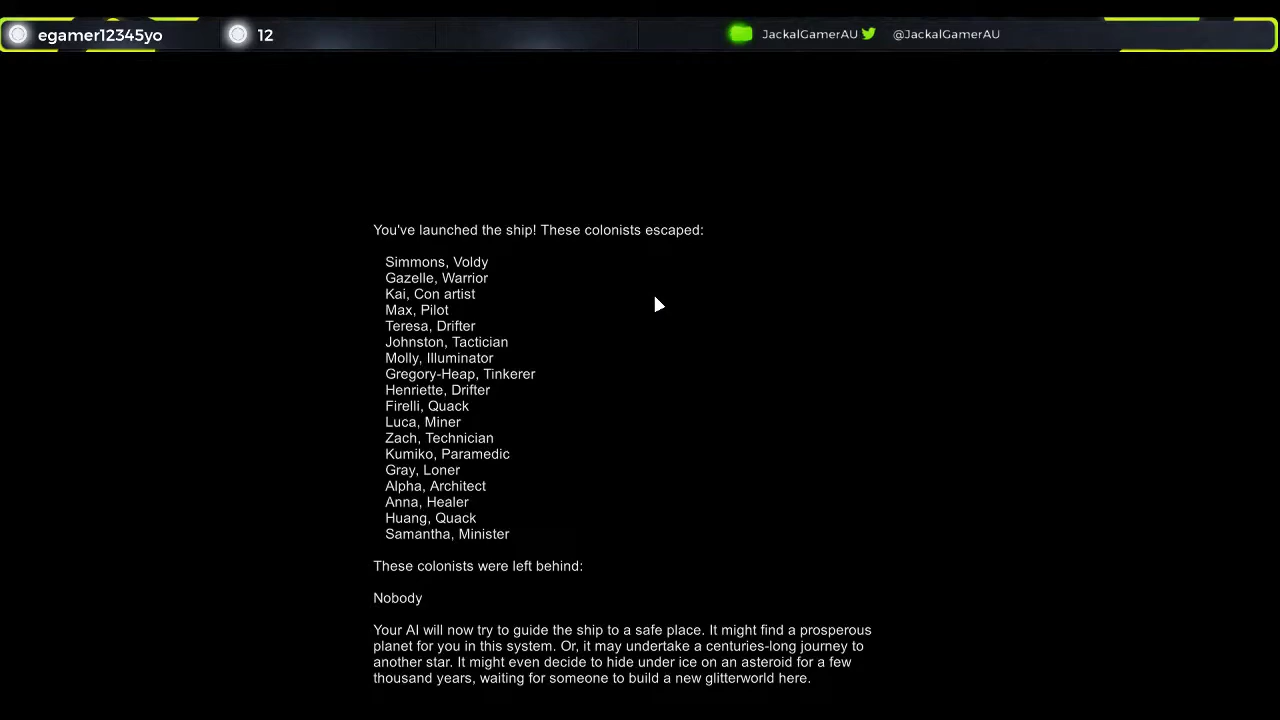 egamer12345yo
12
JackalGamerAU
@JackalGamerAU
You've launched the ship! These colonists escaped:
Simmons, Voldy
Gazelle, Warrior
Kai, Con artist
Max, Pilot
Teresa, Drifter
Johnston, Tactician
Molly, Illuminator
Gregory-Heap, Tinkerer
Henriette, Drifter
Firelli, Quack
Luca, Miner
Zach, Technician
Kumiko, Paramedic
Gray, Loner
Alpha, Architect
Anna, Healer
Huang, Quack
Samantha, Minister
These colonists were left behind:
Nobody
Your AI will now try to guide the ship to a safe place. It might find a prosperous
planet for you in this system. Or, it may undertake a centuries-long journey to
another star. It might even decide to hide under ice on an asteroid for a few
thousand years, waiting for someone to build a new glitterworld here.